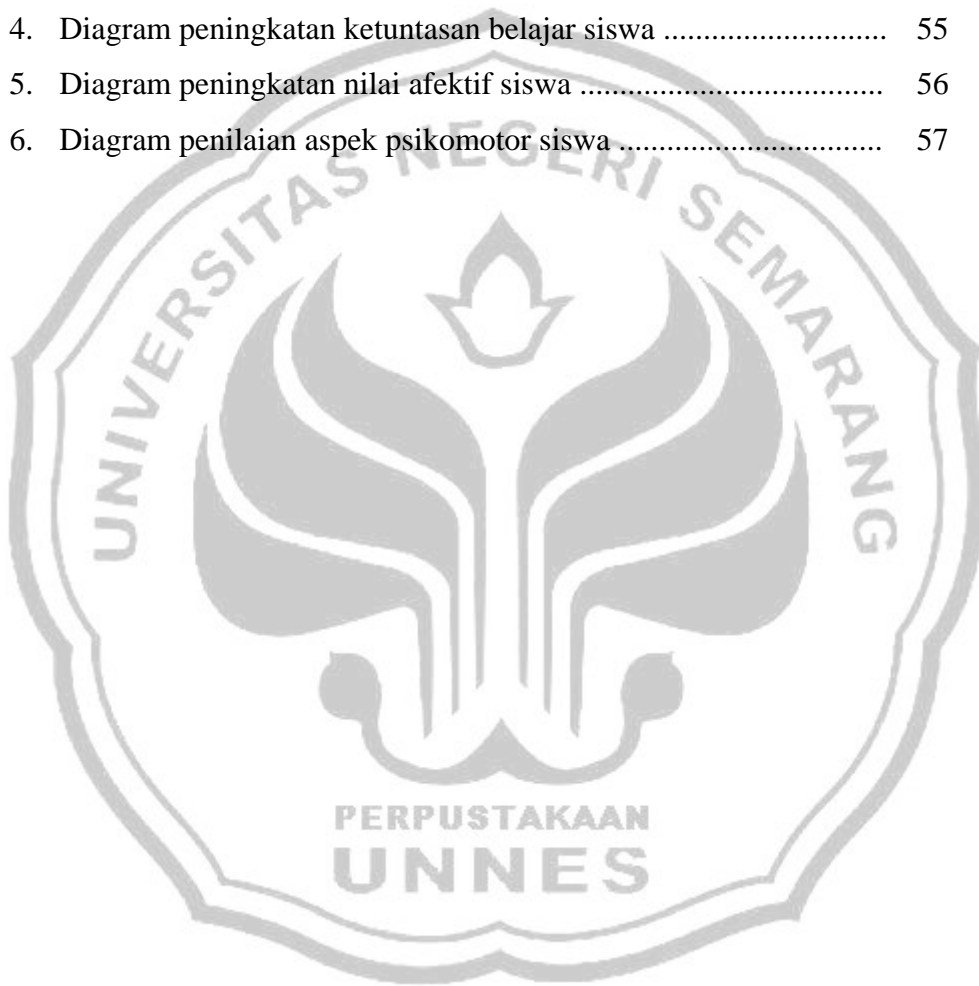 4. Diagram peningkatan ketuntasan belajar siswa ............................ 55
5. Diagram peningkatan nilai afektif siswa ...................................... 56
6. Diagram penilaian aspek psikomotor siswa ................................. 57
UNIVERSITAS NEGERI SEMARANG
PERPUSTAKAAN
UNNES